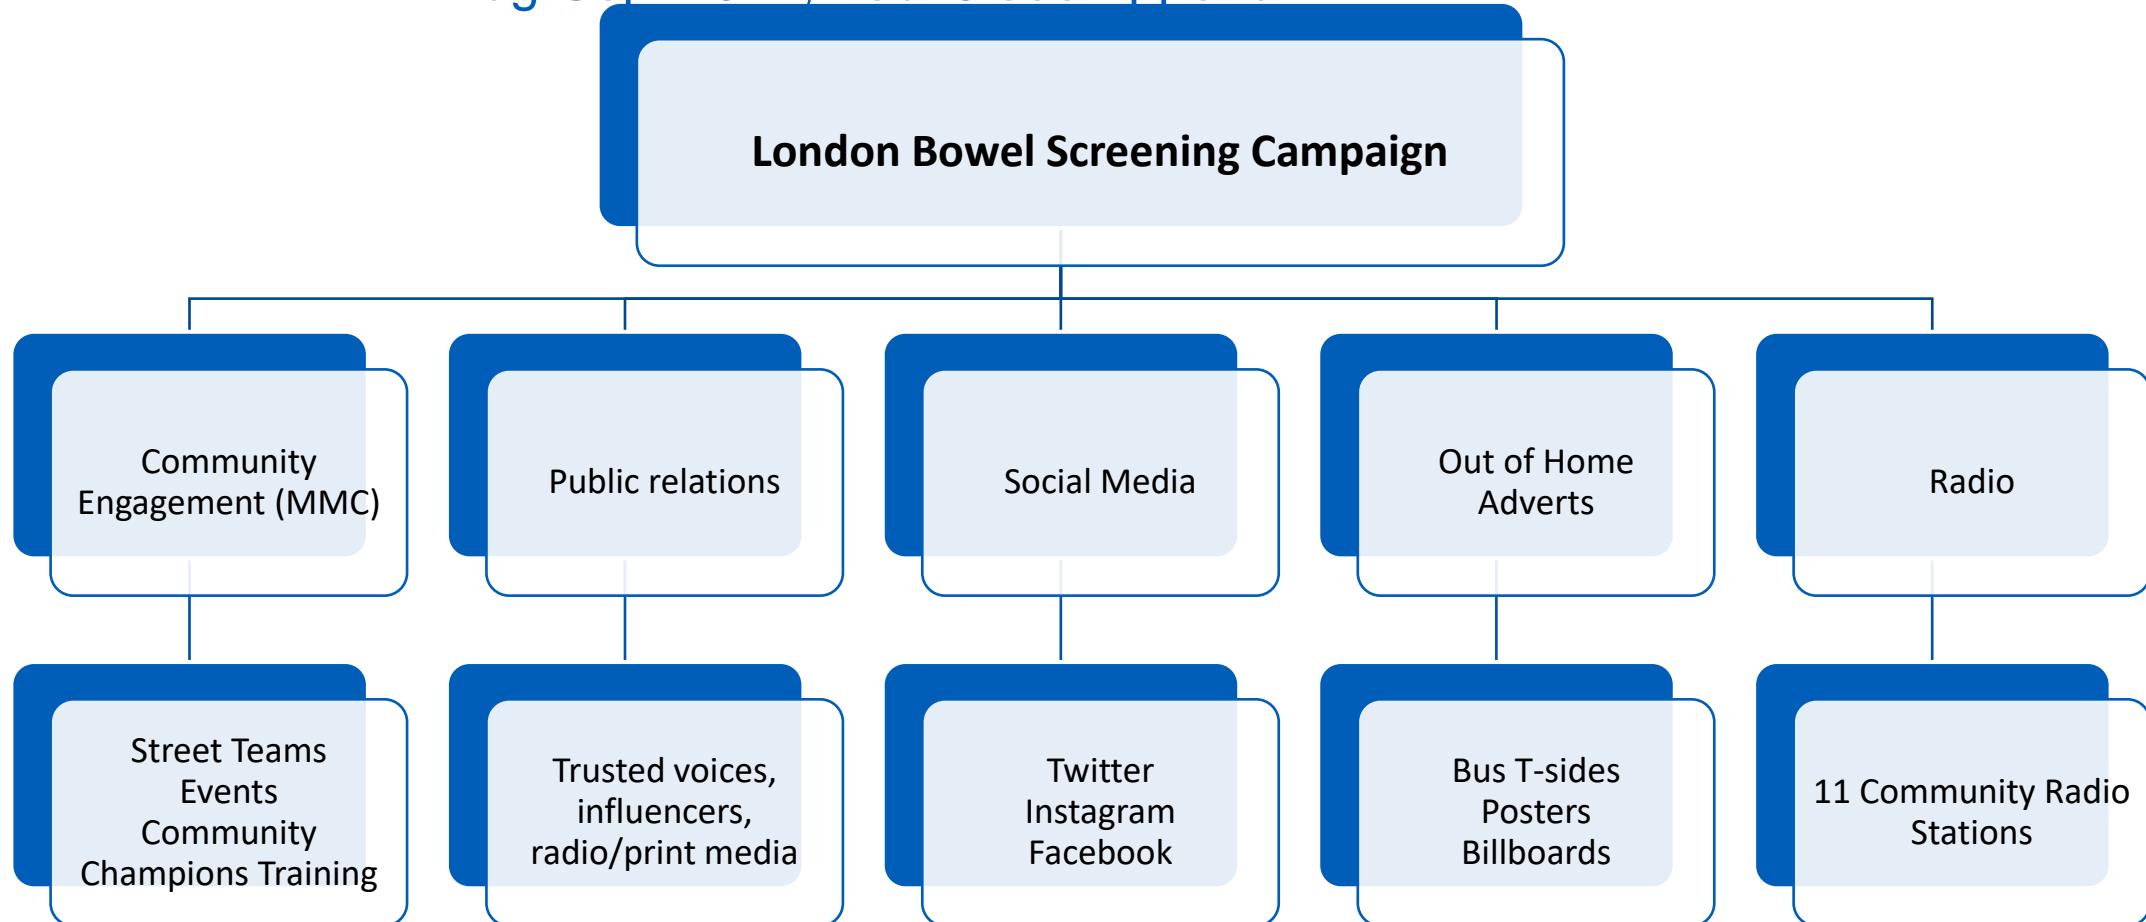 London Bowel Screening Campaign
Community
Engagement (MMC)
Public relations
Social Media
Out of Home
Adverts
Radio
Street Teams
Events
Community
Champions Training
Trusted voices,
influencers,
radio/print media
Twitter
Instagram
Facebook
Bus T-sides
Posters
Billboards
11 Community Radio
Stations